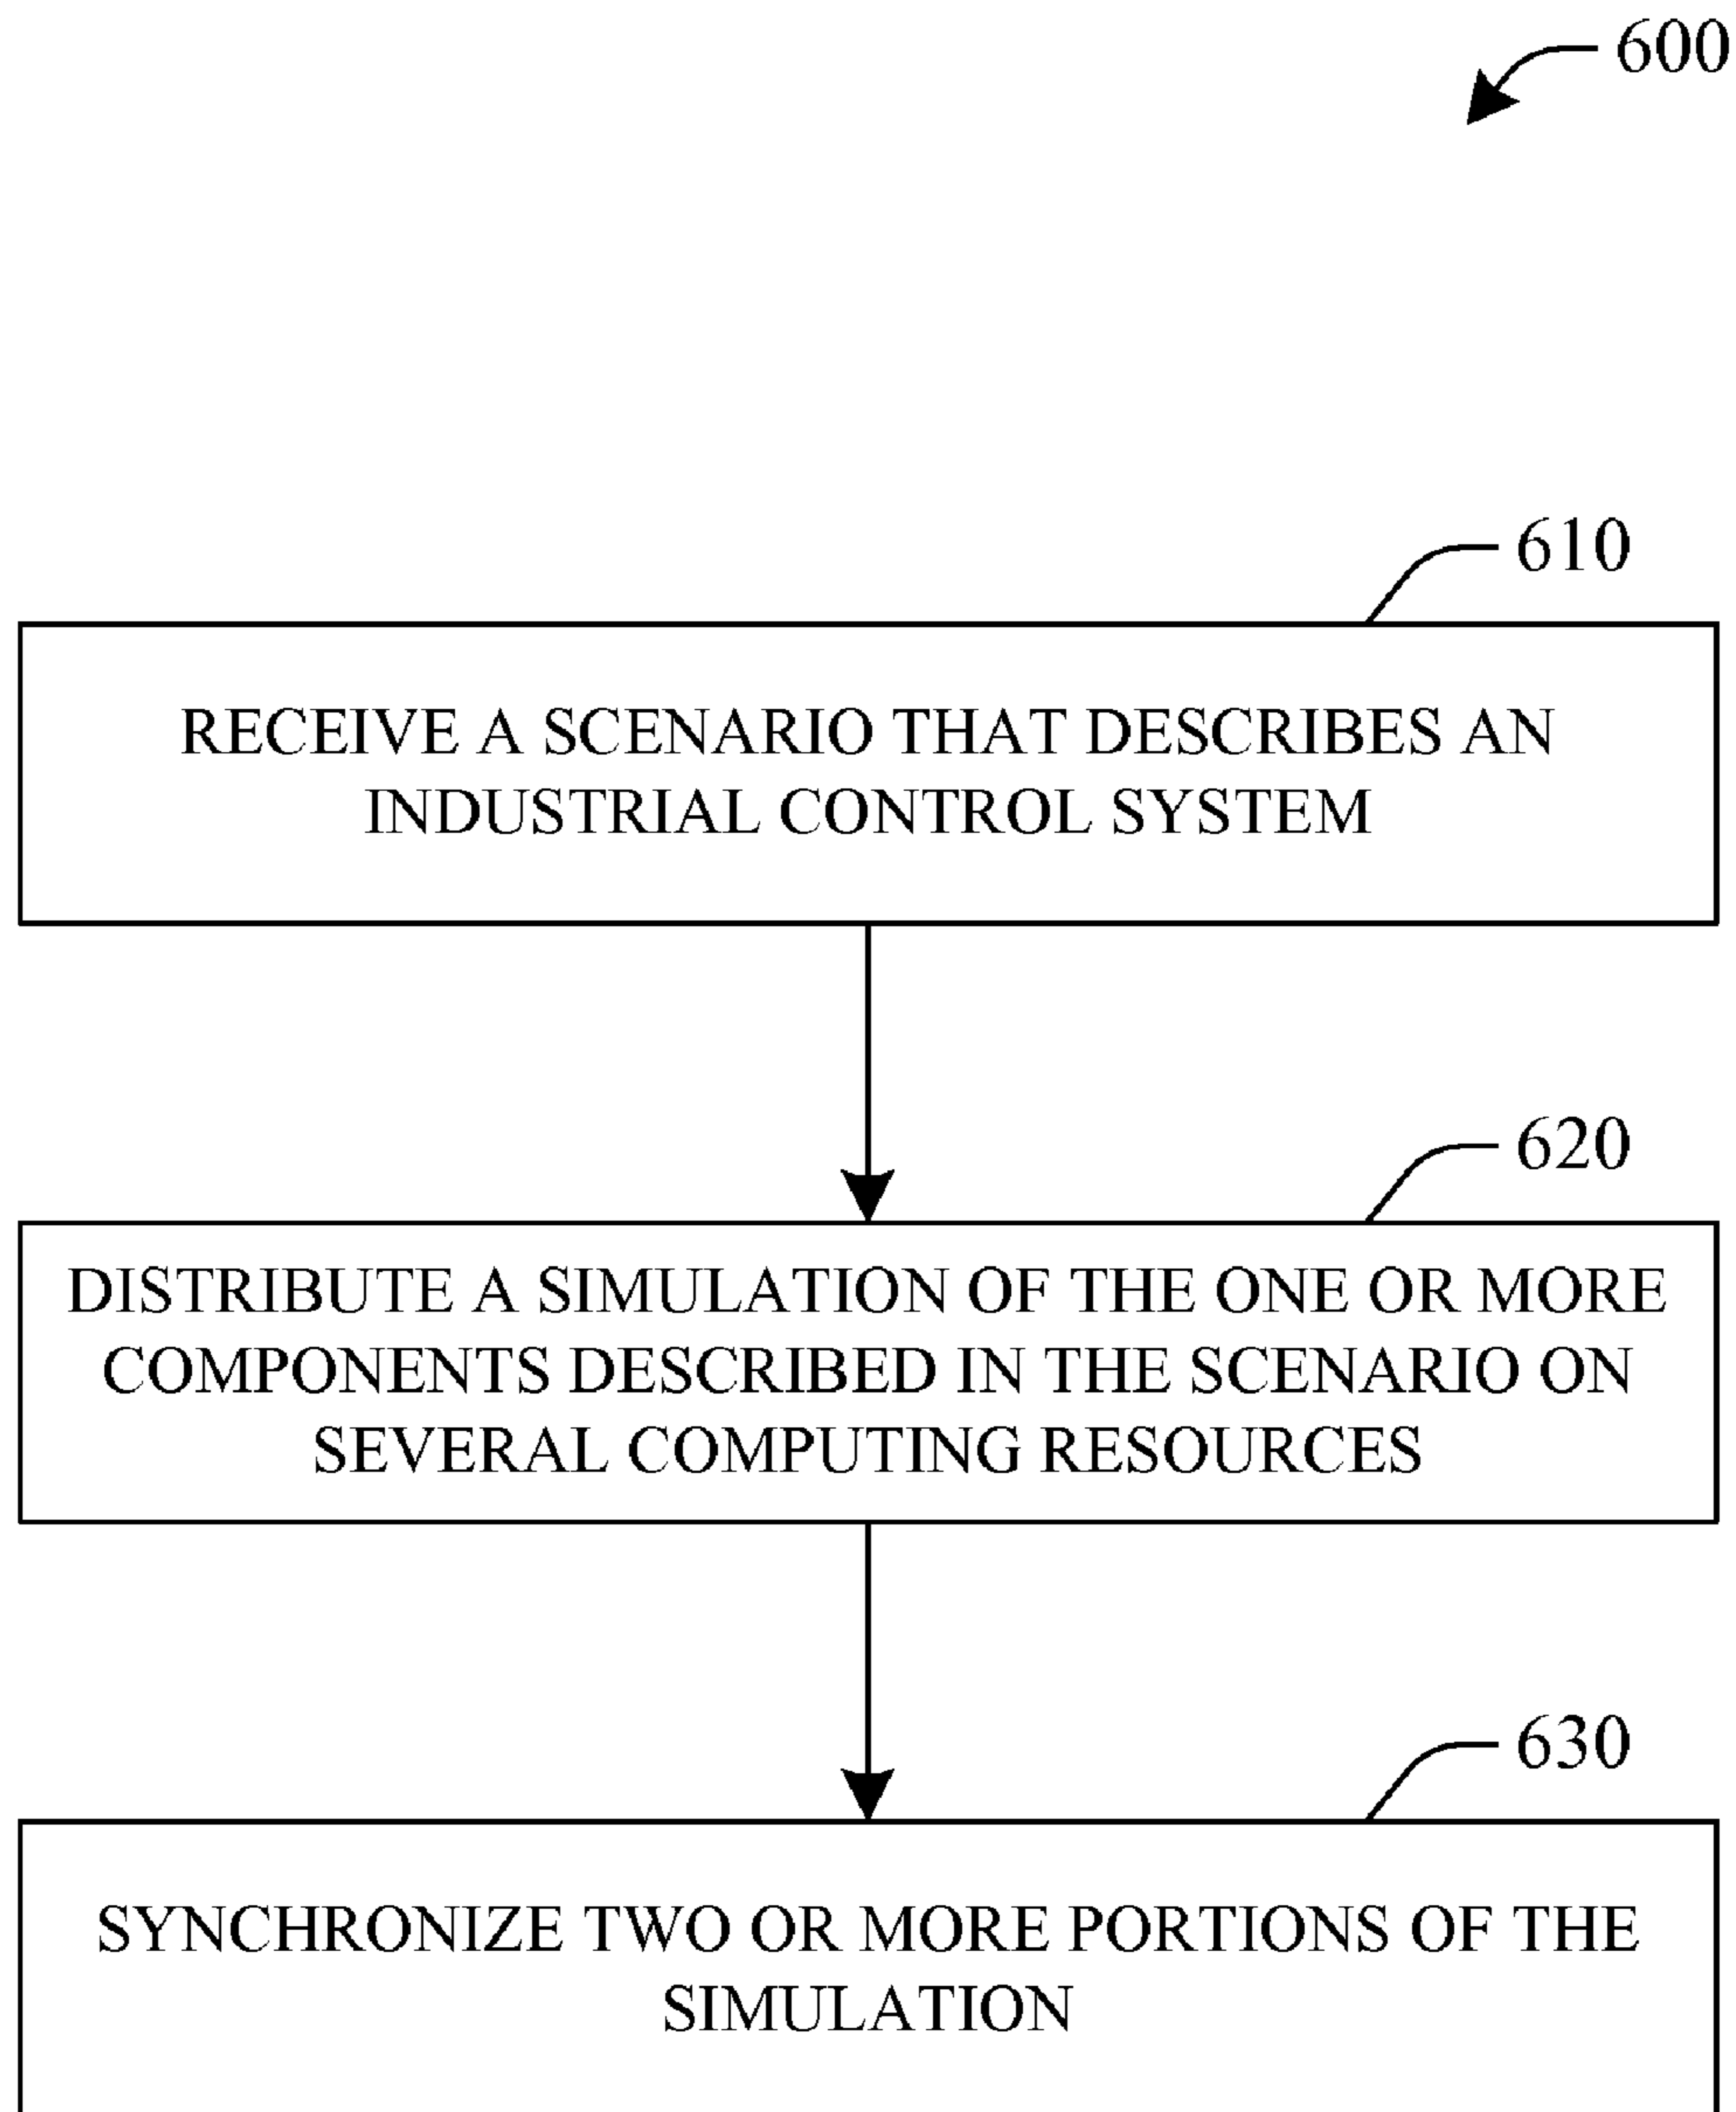 600
610
RECEIVE A SCENARIO THAT DESCRIBES AN
INDUSTRIAL CONTROL SYSTEM
620
DISTRIBUTE A SIMULATION OF THE ONE OR MORE
COMPONENTS DESCRIBED IN THE SCENARIO ON
SEVERAL COMPUTING RESOURCES
630
SYNCHRONIZE TWO OR MORE PORTIONS OF THE
SIMULATION